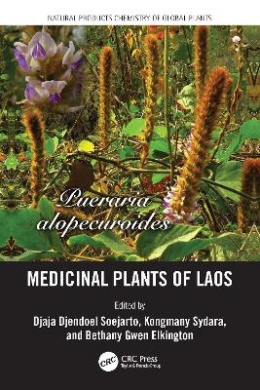 NATURAL PRODUCTS CHEMISTRY OF GLOBAL PLANTS
Pueraria
alopecuroides
MEDICINAL PLANTS OF LAOS
Edited by
Djaja Djendoel Soejarto, Kongmany Sydara,
and Bethany Gwen Elkington
CRC
CRC Press
Taylor & Francis Group